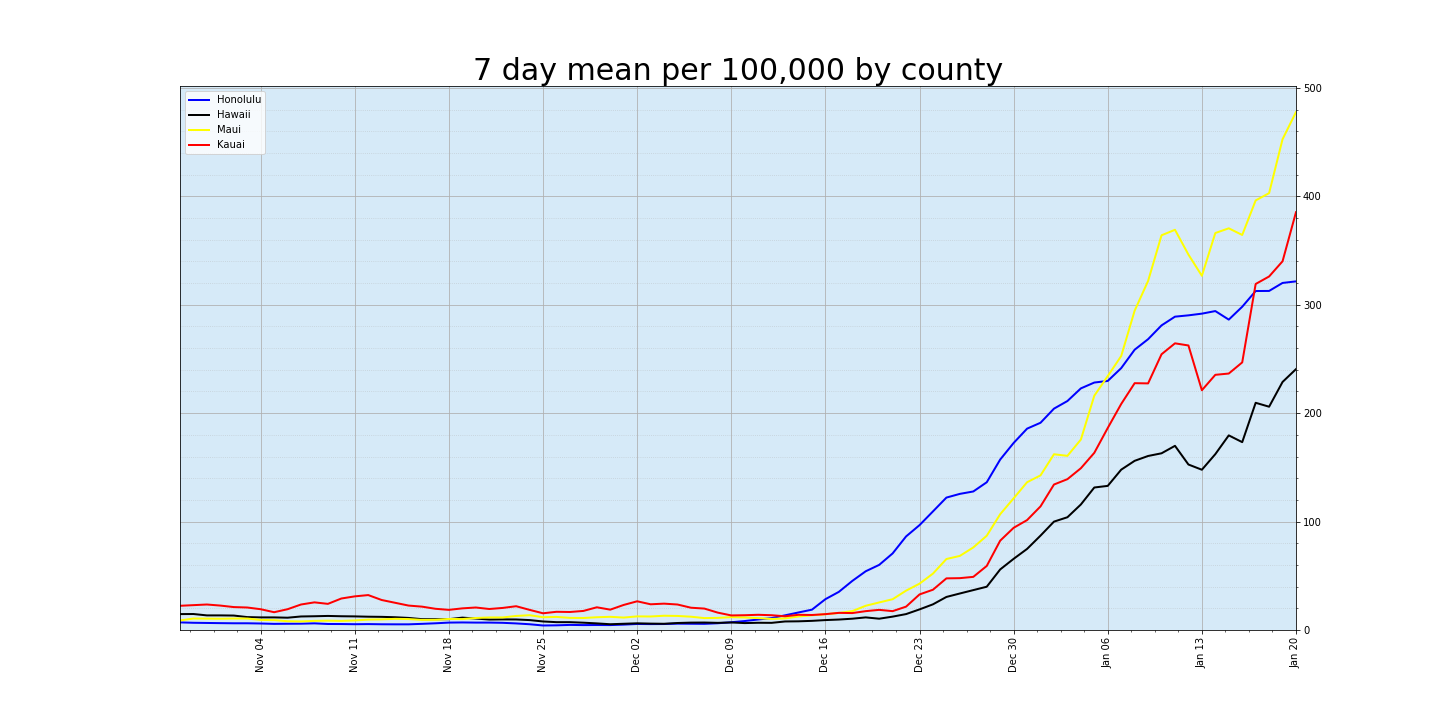 7 day mean per 100,000 by county
Honolulu
Hawaii
Maui
Kauai
500
400
300
200
100
0
Nov 04
Nov 11
Nov 18
Nov 25
Dec 02
Dec 09
Dec 16
Dec 23
Dec 30
Jan 06
Jan 13
Jan 20